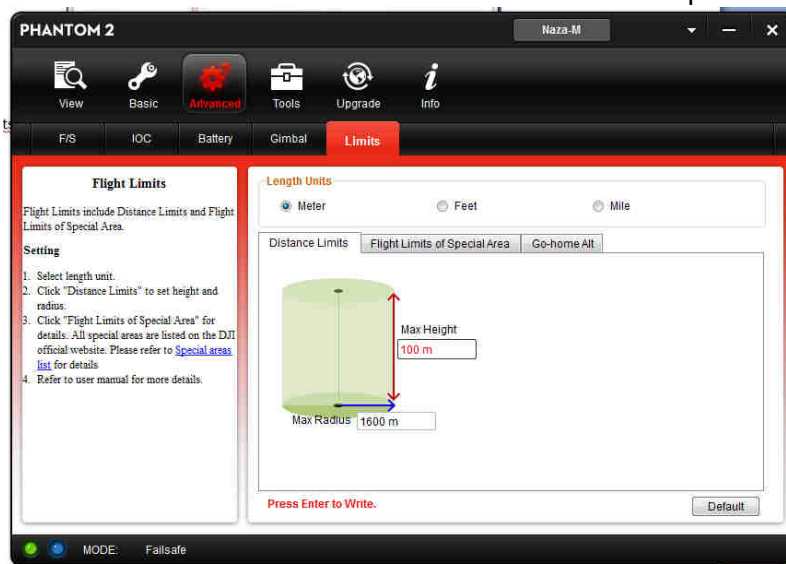 PHANTOM 2
Naza-M
View
Basic
Advanced
Tools
Upgrade
Info
F/S
IOC
Battery
Gimbal
Limits
Flight Limits
Flight Limits include Distance Limits and Flight
Limits of Special Area.
Setting
1. Select length unit.
2. Click "Distance Limits" to set height and
radius.
3. Click "Flight Limits of Special Area" for
details. All special areas are listed on the DJI
official website. Please refer to Special areas
list for details
4. Refer to user manual for more details.
Length Units
Meter
Feet
Mile
Distance Limits
Flight Limits of Special Area
Go-home Alt
Max Height
100 m
Max Radius
1600 m
Press Enter to Write.
Default
MODE: Failsafe